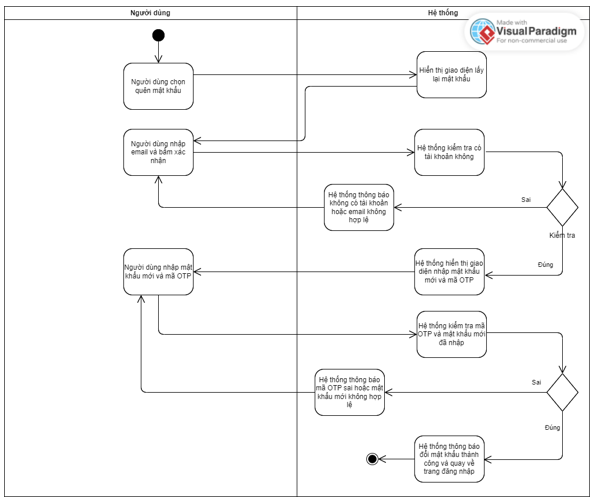 Người dùng
Hệ thống
Made with
VisualParadigm
For non-commercial use
Người dùng chọn
quên mật khẩu
Hiển thị giao diện lấy
lại mật khẩu
Người dùng nhập
email và bấm xác
nhận
Hệ thống kiểm tra có
tài khoản không
Hệ thống thông báo
không có tài khoản
hoặc email không
hợp lệ
Sai
Kiểm tra
Đúng
Người dùng nhập mật
khẩu mới và mã OTP
Hệ thống hiển thị giao
diện nhập mật khẩu
mới và mã OTP
Hệ thống kiểm tra mã
OTP và mật khẩu mới
đã nhập
Hệ thống thông báo
mã OTP sai hoặc mật
khẩu mới không hợp
lệ
Sai
Đúng
Hệ thống thông báo
đổi mật khẩu thành
công và quay về
trang đăng nhập